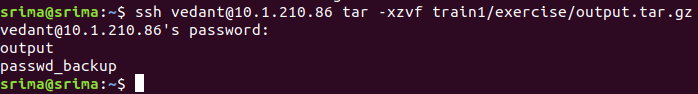 srima@srima:~$ ssh vedant@10.1.210.86 tar -xzvf train1/exercise/output.tar.gz
vedant@10.1.210.86's password:
output
passwd_backup
srima@srima:~$